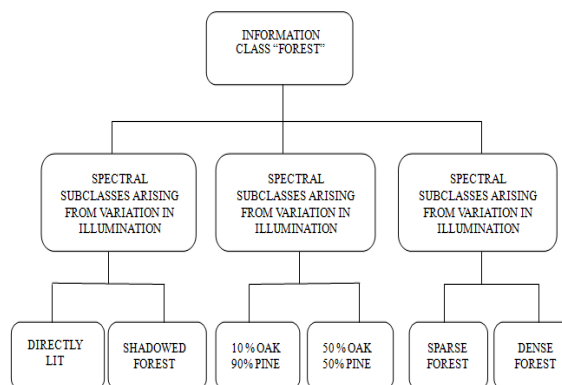 INFORMATION
CLASS “FOREST”
SPECTRAL
SUBCLASSES ARISING
FROM VARIATION IN
ILLUMINATION
SPECTRAL
SUBCLASSES ARISING
FROM VARIATION IN
ILLUMINATION
SPECTRAL
SUBCLASSES ARISING
FROM VARIATION IN
ILLUMINATION
DIRECTLY
LIT
SHADOWED
FOREST
10 % OAK
90% PINE
50 % OAK
50% PINE
SPARSE
FOREST
DENSE
FOREST